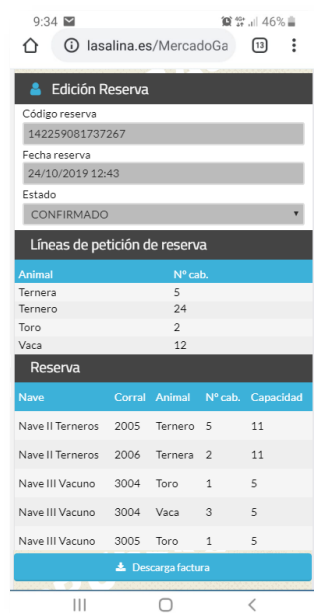 9:34 46%
lasalina.es/MercadoGa 13
Edición Reserva
Código reserva
142259081737267
Fecha reserva
24/10/2019 12:43
Estado
CONFIRMADO
Líneas de petición de reserva
Animal Nº cab.
Ternera 5
Ternero 24
Toro 2
Vaca 12
Reserva
Nave Corral Animal Nº cab. Capacidad
Nave II Terneros 2005 Ternero 5 11
Nave II Terneros 2006 Ternera 2 11
Nave III Vacuno 3004 Toro 1 5
Nave III Vacuno 3004 Vaca 3 5
Nave III Vacuno 3005 Toro 1 5
Descarga factura